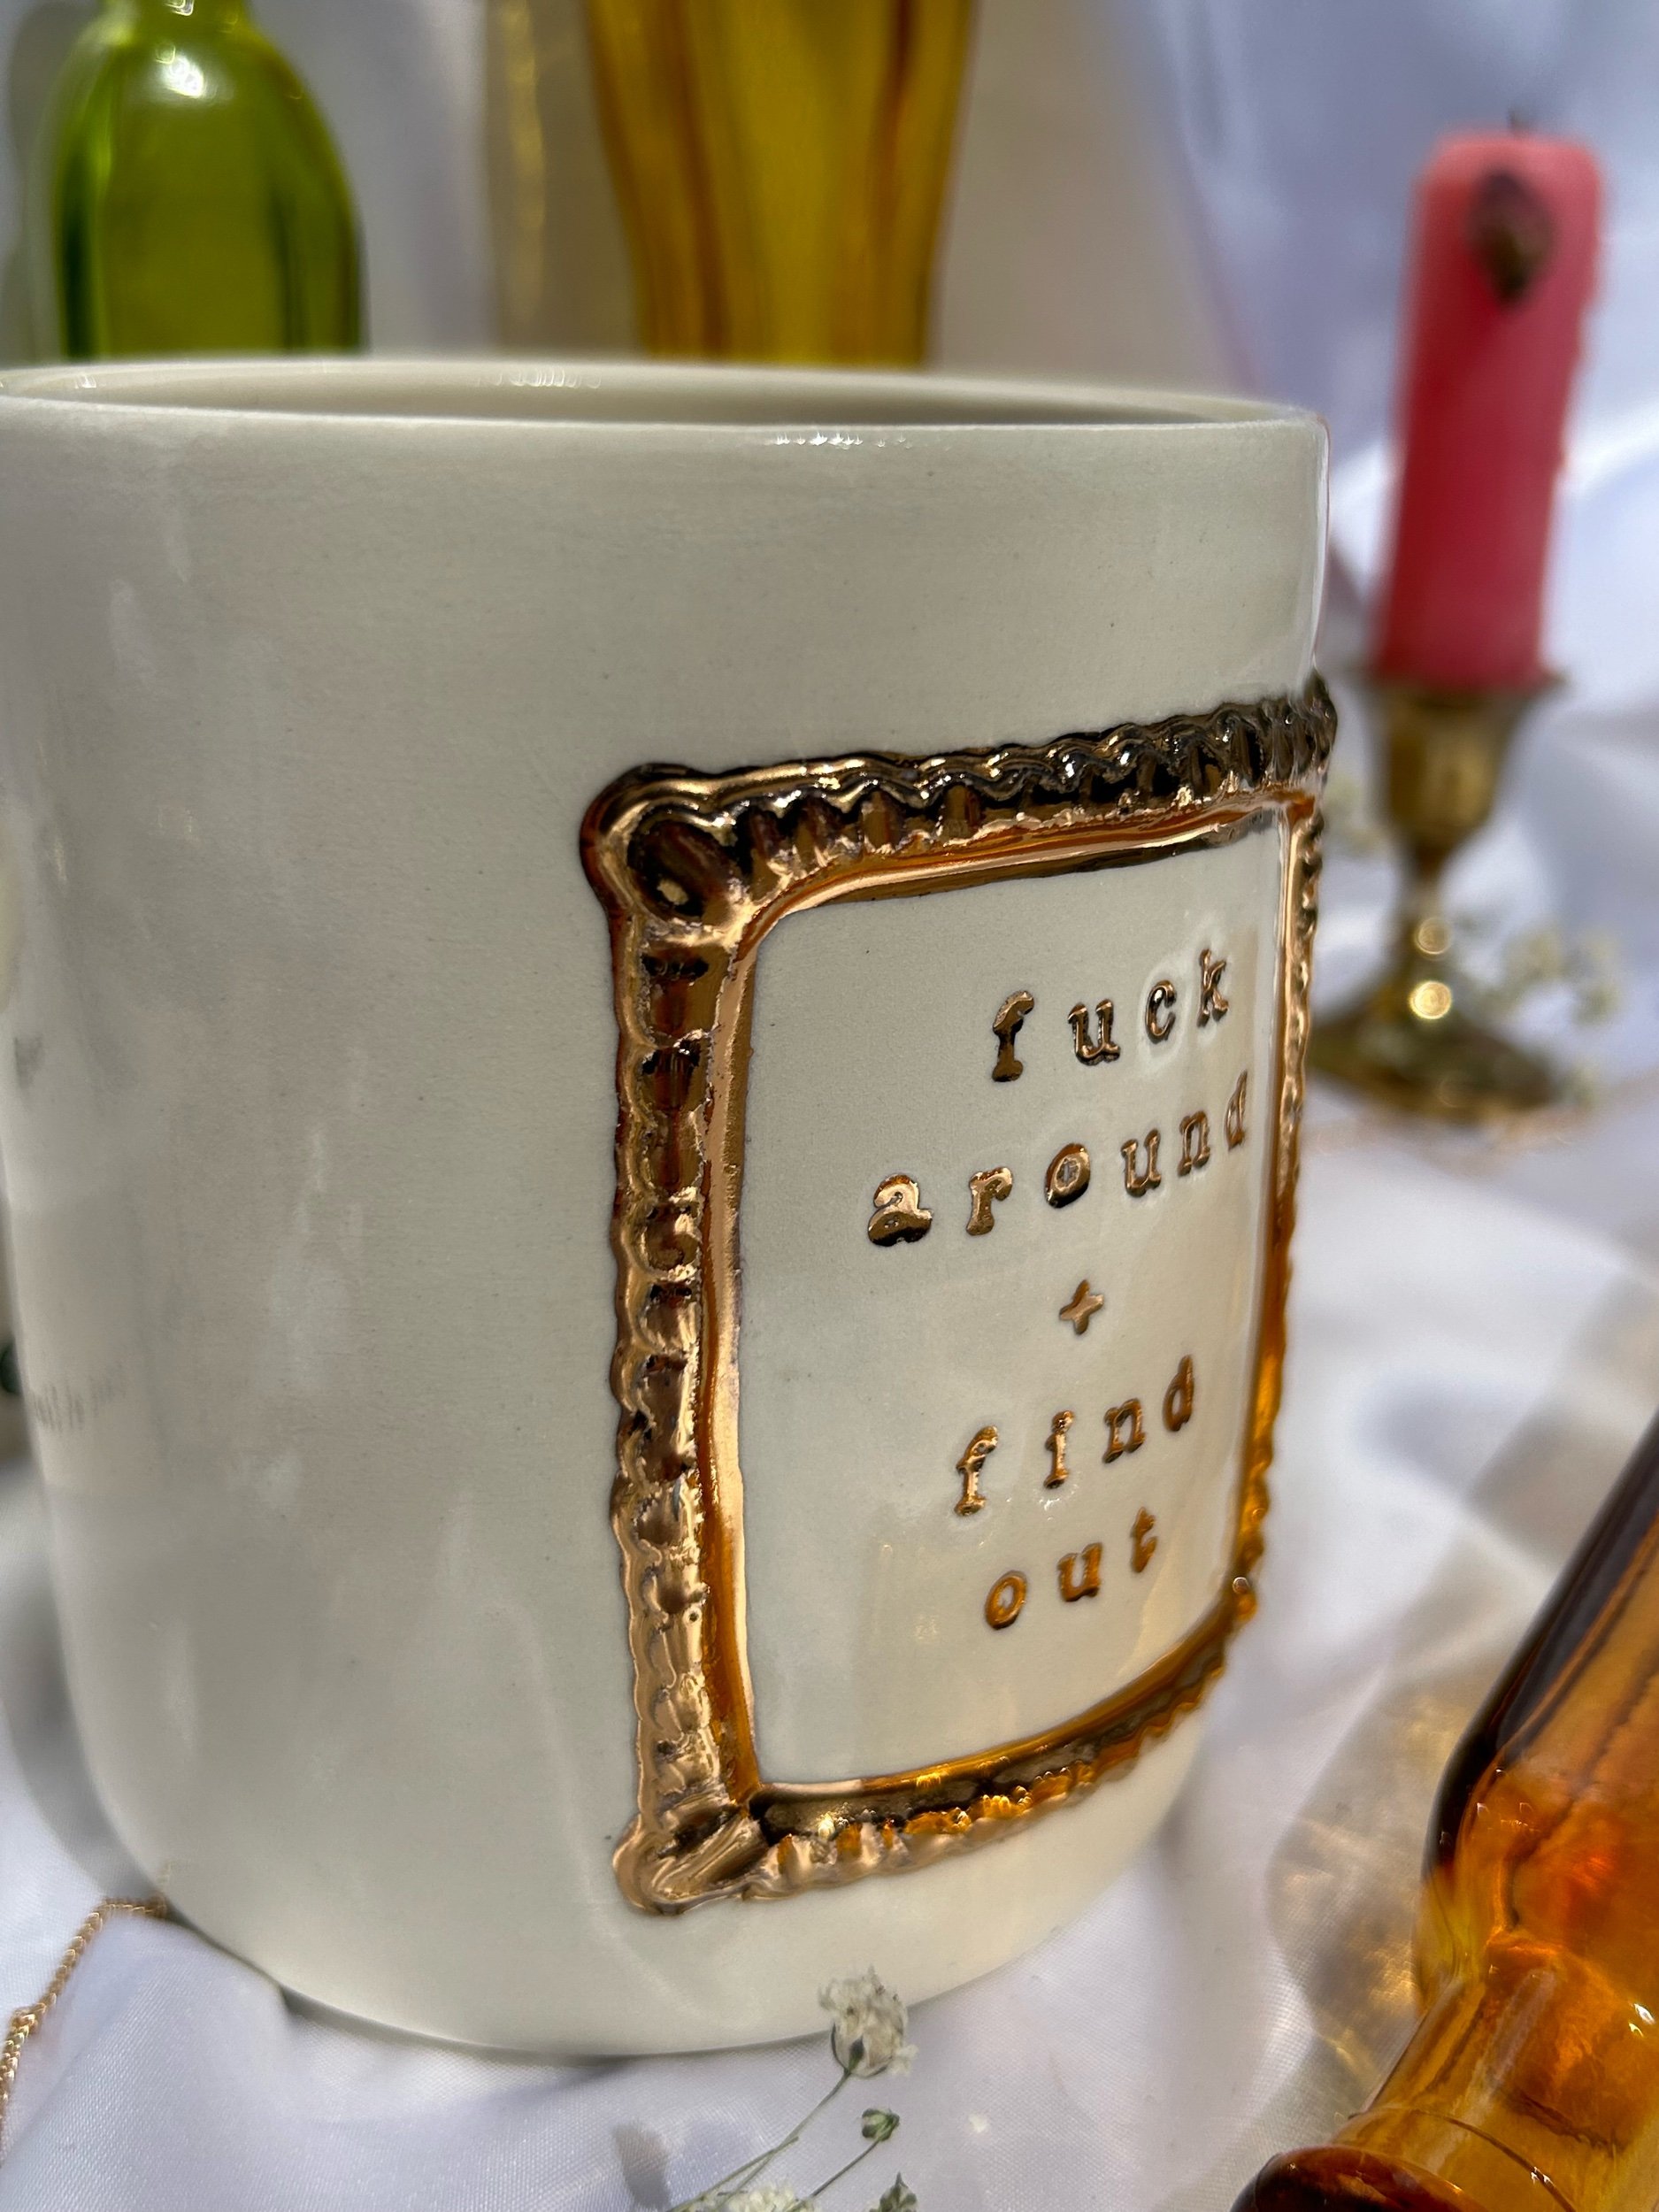 fuck
around
+
find
out